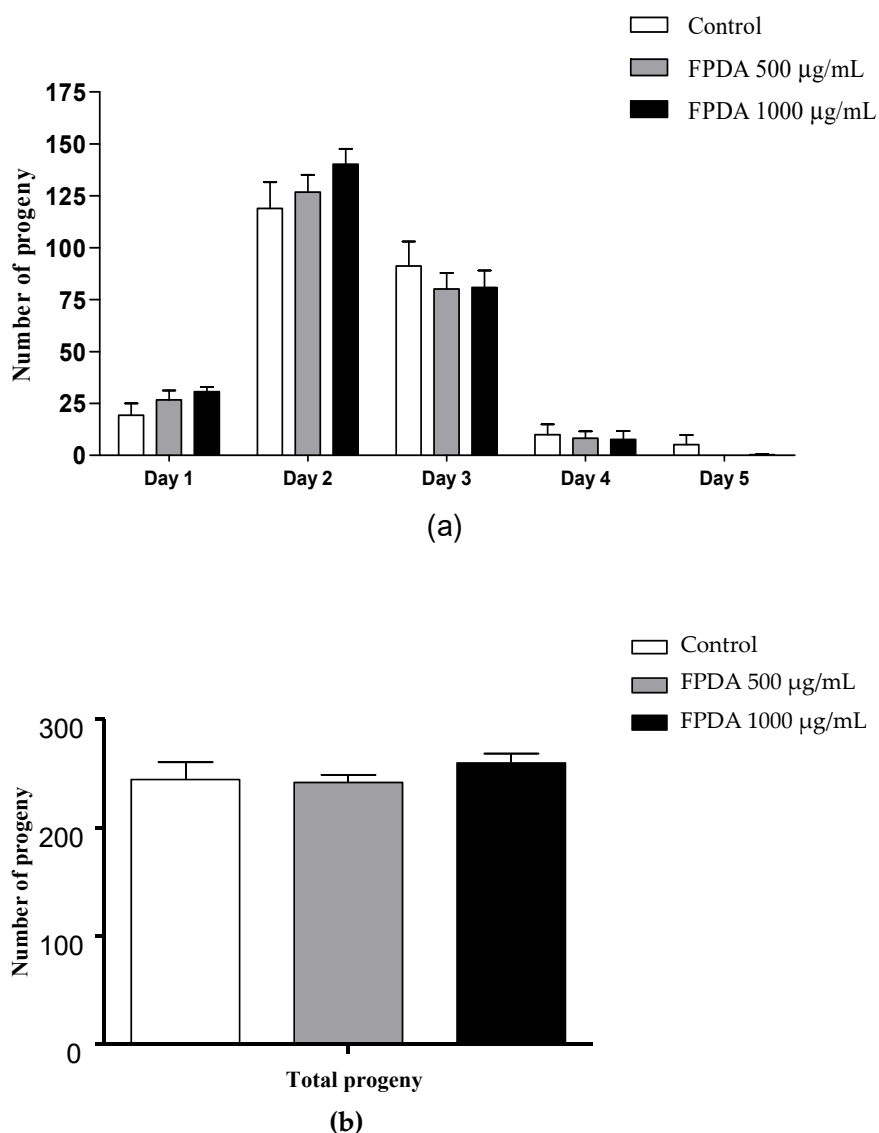 Control
FPDA 500 µg/mL
FPDA 1000 µg/mL
Number of progeny
175
150
125
100
75
50
25
0
Day 1 Day 2 Day 3 Day 4 Day 5
(a)
Control
FPDA 500 µg/mL
FPDA 1000 µg/mL
Number of progeny
300
200
100
0
Total progeny
(b)